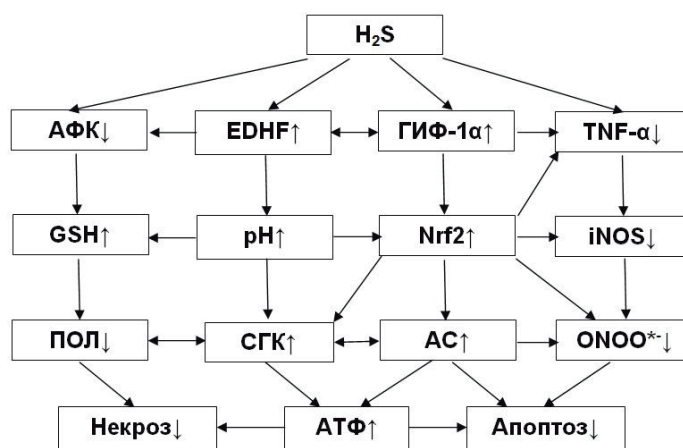 H₂S
АФК↓ EDHF↑ ГИФ-1α↑ TNF-α↓
GSH↑ pH↑ Nrf2↑ iNOS↓
ПОЛ↓ СГК↑ АС↑ ONOO*-↓
Некроз↓ АТФ↑ Апоптоз↓